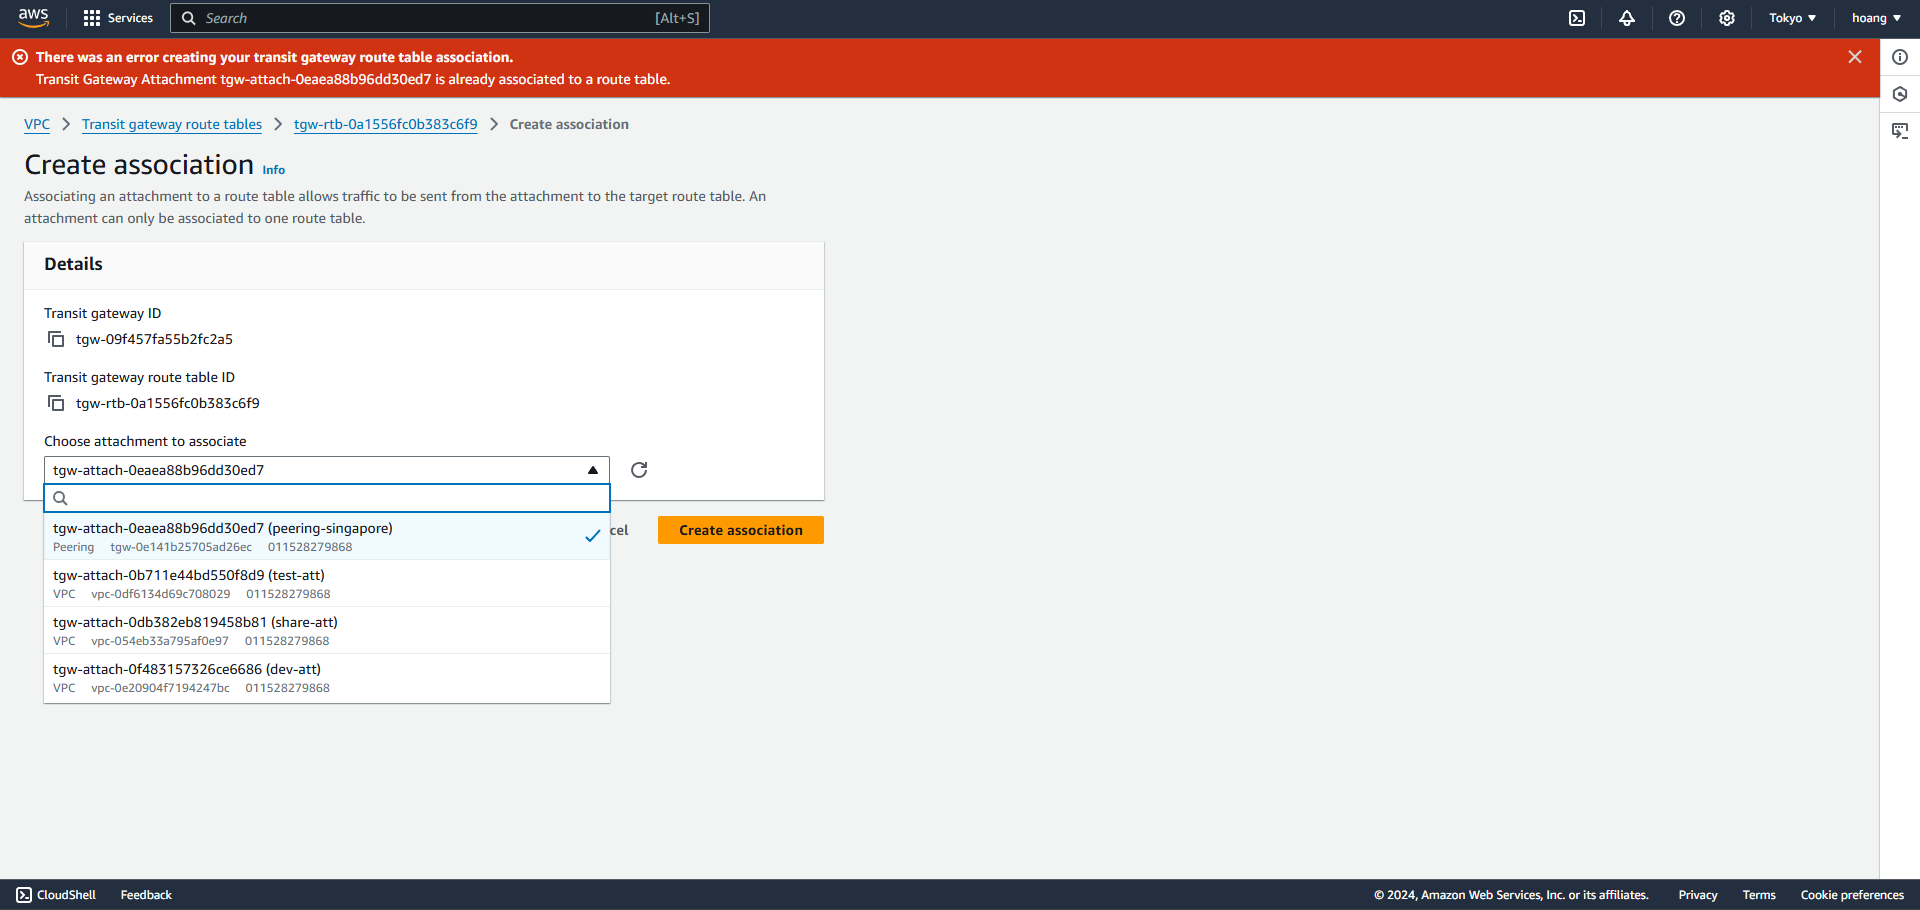 aws
Services
Search
[Alt+S]
Tokyo
hoang
There was an error creating your transit gateway route table association.
Transit Gateway Attachment tgw-attach-0eaea88b96dd30ed7 is already associated to a route table.
VPC
Transit gateway route tables
tgw-rtb-0a1556fc0b383c6f9
Create association
Create association Info
Associating an attachment to a route table allows traffic to be sent from the attachment to the target route table. An
attachment can only be associated to one route table.
Details
Transit gateway ID
tgw-09f457fa55b2fc2a5
Transit gateway route table ID
tgw-rtb-0a1556fc0b383c6f9
Choose attachment to associate
tgw-attach-0eaea88b96dd30ed7
tgw-attach-0eaea88b96dd30ed7 (peering-singapore)
Peering tgw-0e141b25705ad26ec 011528279868
cel
Create association
tgw-attach-0b711e44bd550f8d9 (test-att)
VPC vpc-0df6134d69c708029 011528279868
tgw-attach-0db382eb819458b81 (share-att)
VPC vpc-054eb33a795af0e97 011528279868
tgw-attach-0f483157326ce6686 (dev-att)
VPC vpc-0e20904f7194247bc 011528279868
CloudShell
Feedback
© 2024, Amazon Web Services, Inc. or its affiliates.
Privacy
Terms
Cookie preferences